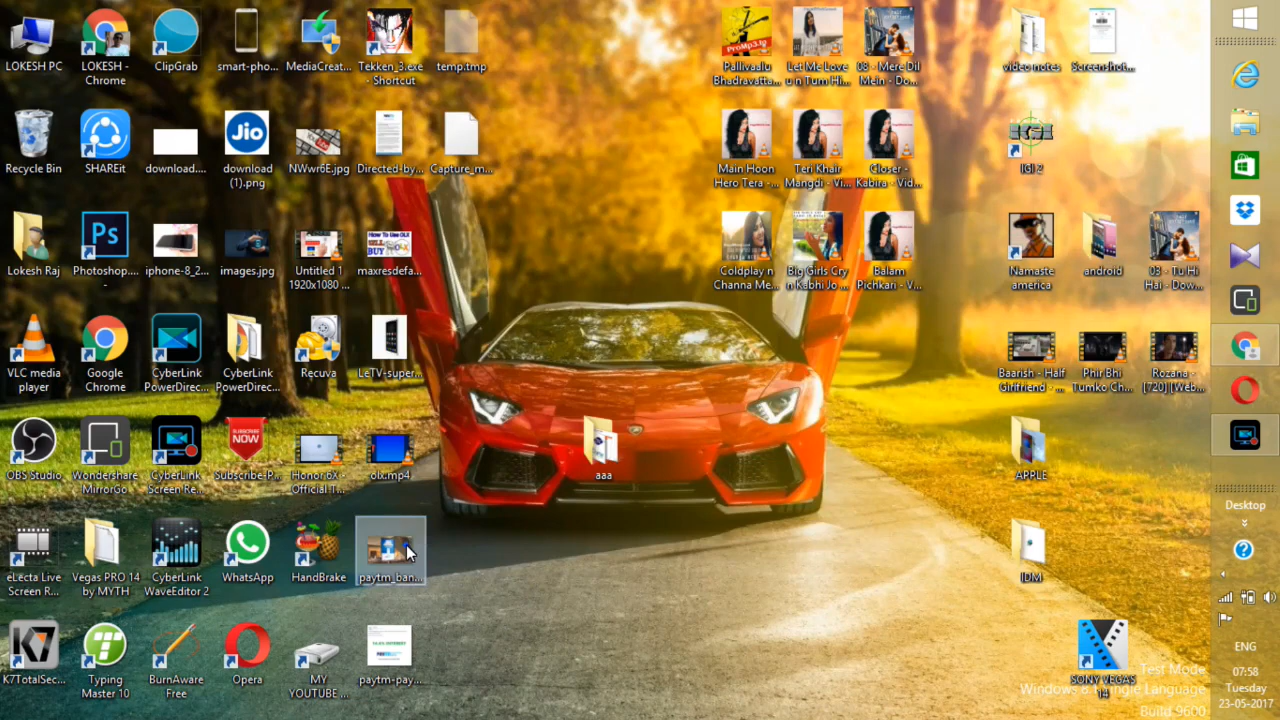 LOKESH PC
LOKESH - Chrome
ClipGrab
smart-pho...
MediaCreat...
Tekken_3.exe - Shortcut
temp.tmp
Pallivaalu Bhadravatta...
Let Me Love u n Tum Hi...
08 - Mere Dil Mein - Do...
video notes
Screenshot...
Recycle Bin
SHAREit
download....
Jio
download (1).png
NWwr6E.jpg
Directed-by...
Capture_m...
Main Hoon Hero Tera - ...
Teri Khair Mangdi - Vi...
Closer - Kabira - Vid...
IGI 2
Lokesh Raj
Ps
Photoshop.... -
iphone-8_2...
images.jpg
Untitled 1 1920x1080 ...
maxresdefa...
Coldplay n Channa Me...
Big Girls Cry n Kabhi Jo ...
Balam Pichkari - V...
Namaste america
android
03 - Tu Hi Hai - Dow...
VLC media player
Google Chrome
CyberLink PowerDirec...
CyberLink PowerDirec...
Recuva
LeTV-super...
Baarish - Half Girlfriend - ...
Phir Bhi Tumko Ch...
Rozana - [720] [Web...
OBS Studio
Wondershare MirrorGo
CyberLink Screen Re...
SUBSCRIBE NOW
Subscribe-P...
Honor 6X - Official T...
olx.mp4
aaa
APPLE
eLecta Live Screen R...
Vegas PRO 14 by MYTH
CyberLink WaveEditor 2
WhatsApp
HandBrake
paytm_ban...
IDM
K7TotalSec...
Typing Master 10
BurnAware Free
Opera
MY YOUTUBE ...
paytm-pay...
SONY VEGAS 14
Test Mode
Windows 8.1 Single Language
Build 9600
Desktop
ENG
07:58
Tuesday
23-05-2017